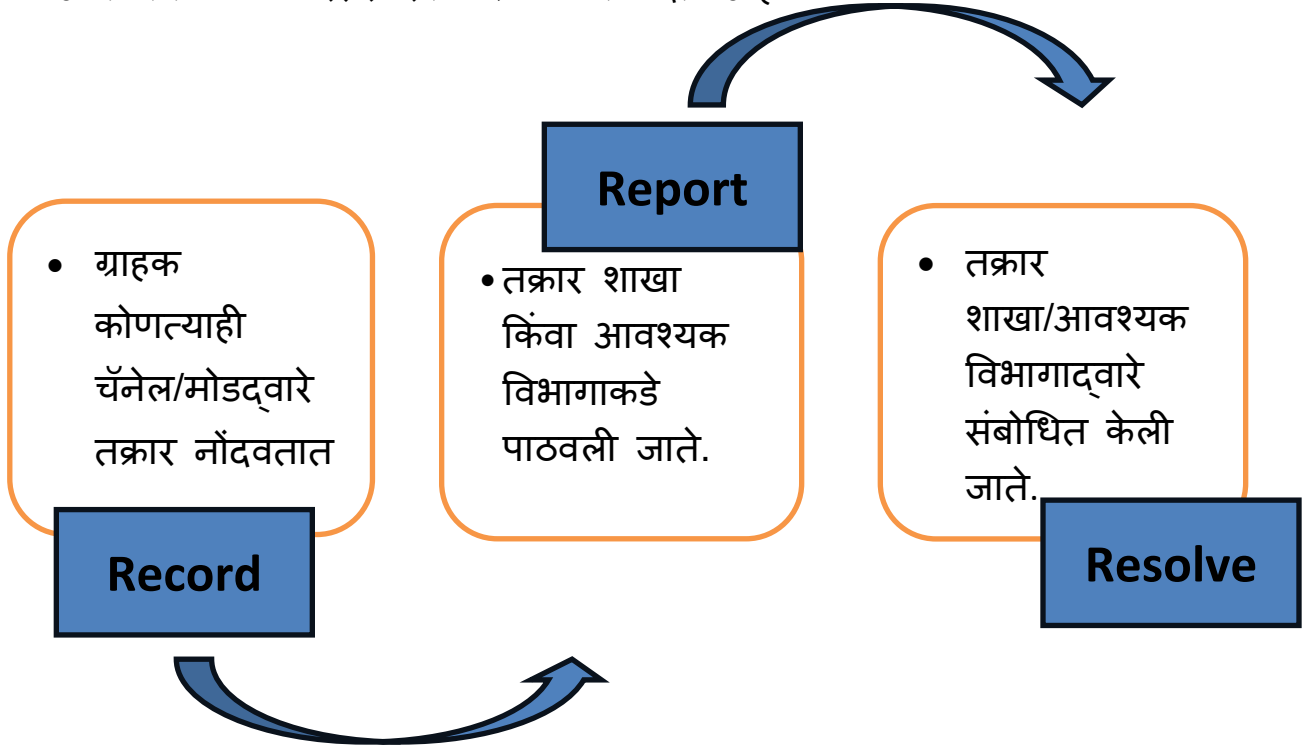 • ग्राहक
कोणत्याही
चॅनेल/मोडद्वारे
तक्रार नोंदवतात
Record
Report
• तक्रार शाखा
किंवा आवश्यक
विभागाकडे
पाठवली जाते.
• तक्रार
शाखा/आवश्यक
विभागाद्वारे
संबोधित केली
जाते.
Resolve